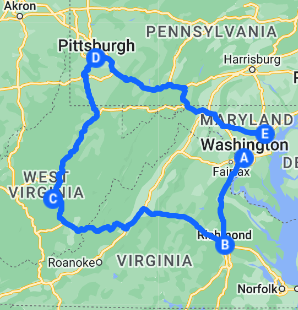 Akron
PENNSYLVANIA
Pittsburgh
D
Harrisburg
P
MARYLAND
E
Washington
A
Fairfax
DE
WEST
VIRGINIA
C
Richmond
B
Roanoke
VIRGINIA
Norfolk